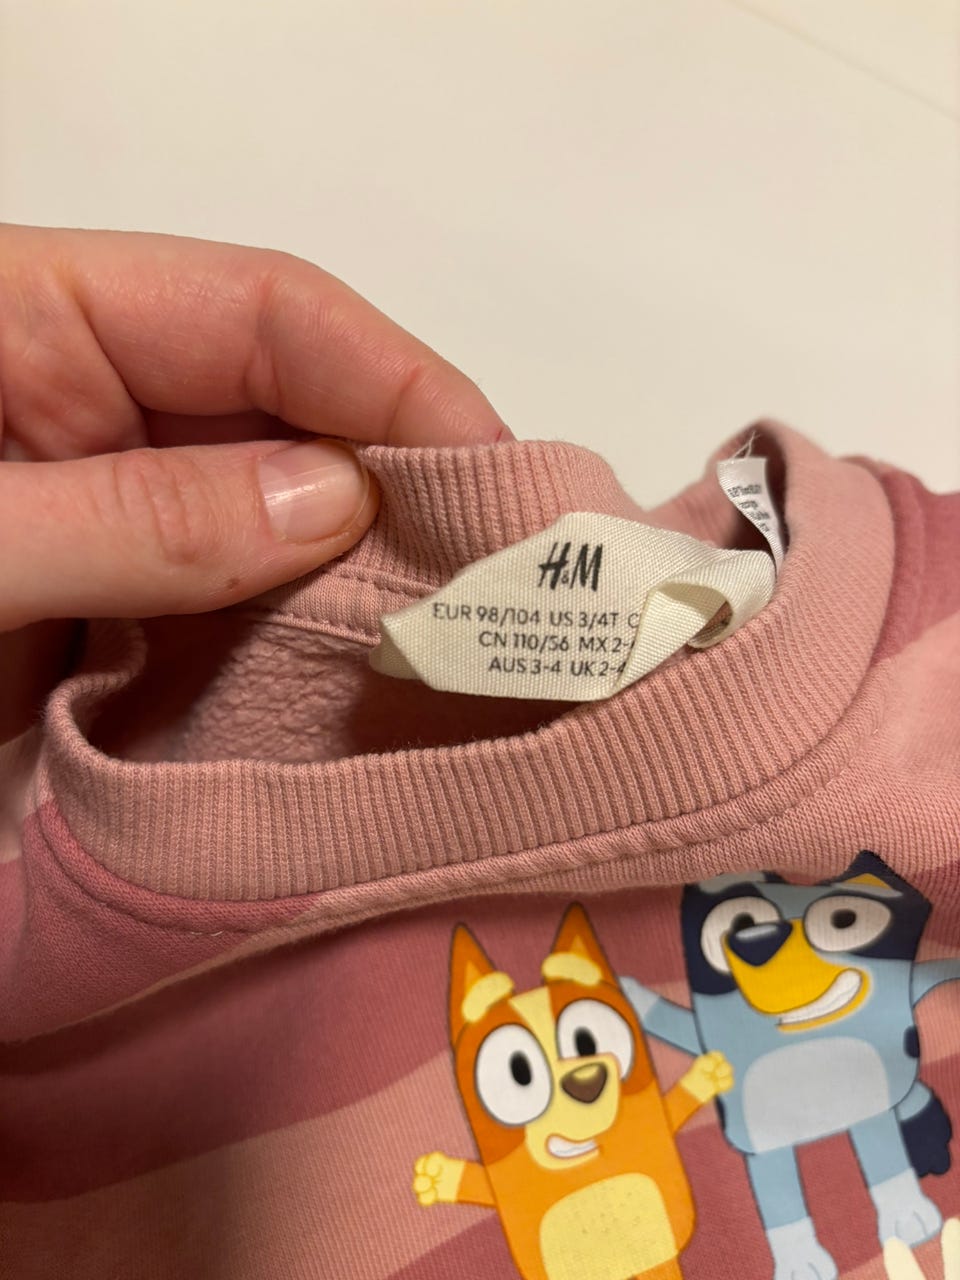 H&M
EUR 98/104 US 3/4T
CN 110/56 MX 2-
AUS 3-4 UK 2-4